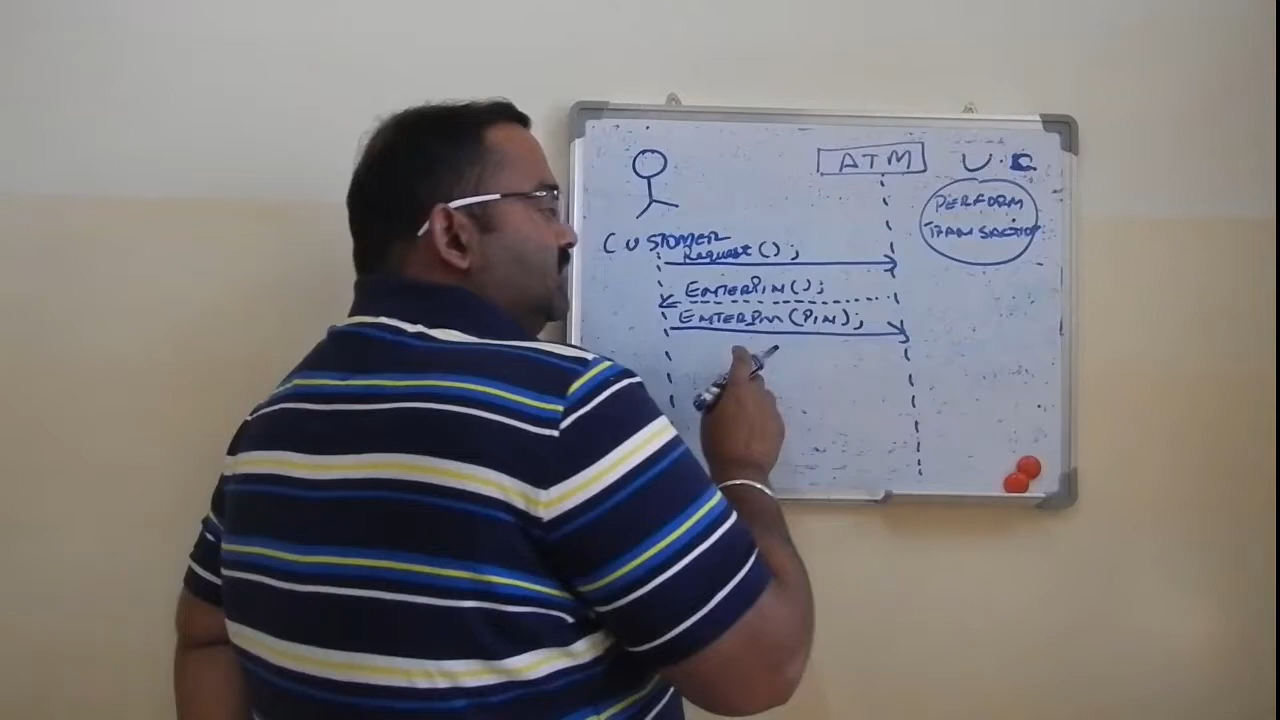 ATM U.C
PERFORM
TRANSACTION
CUSTOMER
Request();
ENTERPIN();
ENTERPIN(PIN);